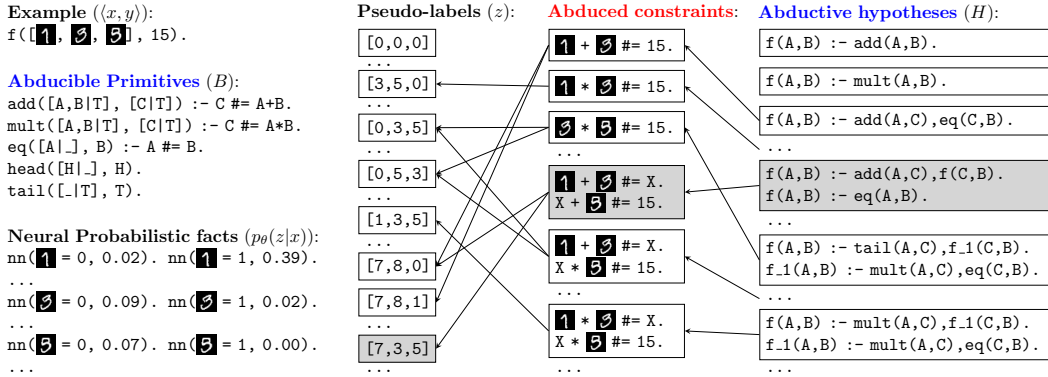 Example (⟨x, y⟩):
f([1, 3, 5], 15).
Abducible Primitives (B):
add([A,B|T], [C|T]) :- C #= A+B.
mult([A,B|T], [C|T]) :- C #= A*B.
eq([A|_], B) :- A #= B.
head([H|_], H).
tail([_|T], T).
Neural Probabilistic facts (pθ(z|x)):
nn(1 = 0, 0.02). nn(1 = 1, 0.39).
...
nn(3 = 0, 0.09). nn(3 = 1, 0.02).
...
nn(5 = 0, 0.07). nn(5 = 1, 0.00).
...
Pseudo-labels (z):
[0,0,0]
...
[3,5,0]
...
[0,3,5]
...
[0,5,3]
...
[1,3,5]
...
[7,8,0]
...
[7,8,1]
...
[7,3,5]
...
Abduced constraints:
1 + 3 #= 15.
1 * 3 #= 15.
3 * 5 #= 15.
...
1 + 3 #= X.
X + 5 #= 15.
1 + 3 #= X.
X * 5 #= 15.
...
1 * 3 #= X.
X * 5 #= 15.
...
Abductive hypotheses (H):
f(A,B) :- add(A,B).
f(A,B) :- mult(A,B).
f(A,B) :- add(A,C),eq(C,B).
...
f(A,B) :- add(A,C),f(C,B).
f(A,B) :- eq(A,B).
...
f(A,B) :- tail(A,C),f_1(C,B).
f_1(A,B) :- mult(A,C),eq(C,B).
...
f(A,B) :- mult(A,C),f_1(C,B).
f_1(A,B) :- mult(A,C),eq(C,B).
...